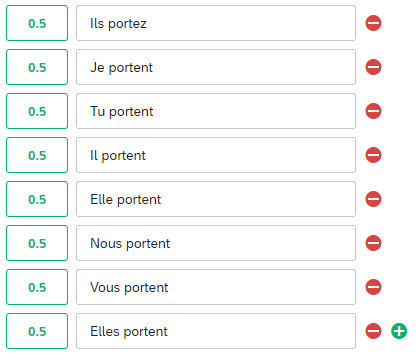 0.5 Ils portez
0.5 Je portent
0.5 Tu portent
0.5 Il portent
0.5 Elle portent
0.5 Nous portent
0.5 Vous portent
0.5 Elles portent